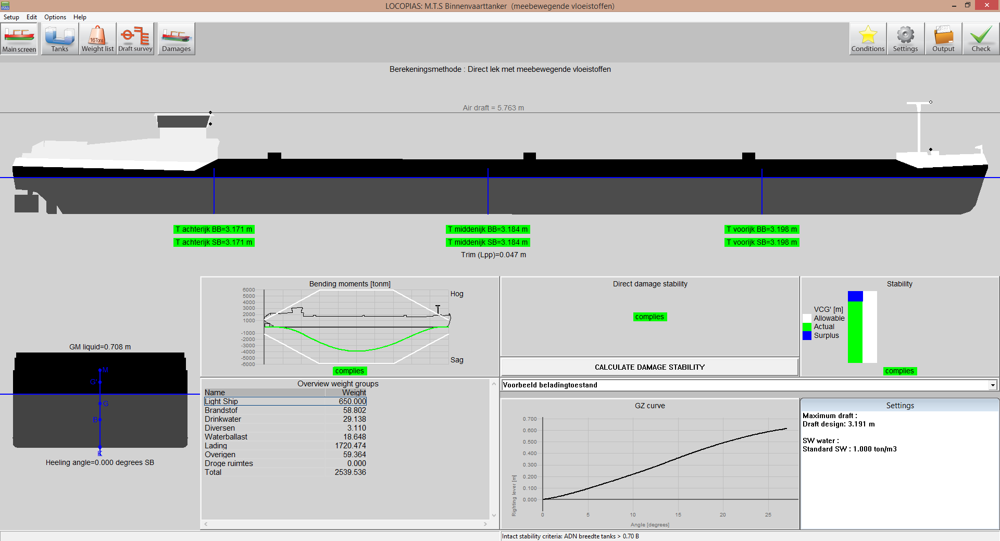 LOCOPIAS: M.T.S Binnenvaarttanker (meebewegende vloeistoffen)
Setup Edit Options Help
16Tons
Main screen Tanks Weight list Draft survey Damages Conditions Settings Output Check
Berekeningsmethode : Direct lek met meebewegende vloeistoffen
Air draft = 5.763 m
T achterijk BB=3.171 m T middenijk BB=3.184 m T voorijk BB=3.198 m
T achterijk SB=3.171 m T middenijk SB=3.184 m T voorijk SB=3.198 m
Trim (Lpp)=0.047 m
GM liquid=0.708 m
M
G'
G
B
K
Heeling angle=0.000 degrees SB
Bending moments [tonm]
6000
5000
4000
3000
2000
1000
-1000
-2000
-3000
-4000
-5000
-6000
Hog
Sag
complies
Direct damage stability
complies
CALCULATE DAMAGE STABILITY
Stability
VCG' [m]
Allowable
Actual
Surplus
complies
Overview weight groups
Name Weight
Light Ship 650.000
Brandstof 58.802
Drinkwater 29.138
Diversen 3.110
Waterballast 18.648
Lading 1720.474
Overigen 59.364
Droge ruimtes 0.000
Total 2539.536
Voorbeeld beladingtoestand
GZ curve
0.700
0.600
0.500
0.400
0.300
0.200
0.100
0.000
Righting lever [m]
0 5 10 15 20 25
Angle [degrees]
Settings
Maximum draft :
Draft design: 3.191 m
SW water :
Standard SW : 1.000 ton/m3
Intact stability criteria: ADN breedte tanks > 0.70 B